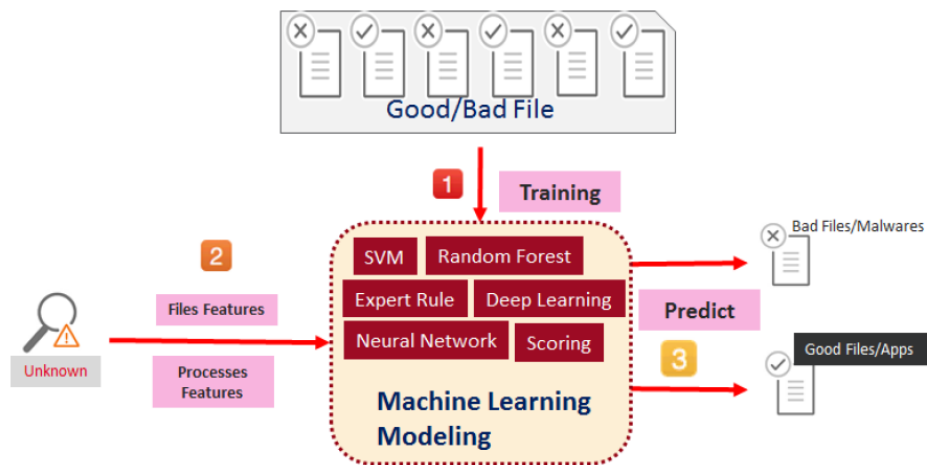 Good/Bad File
1
Training
2
Files Features
Unknown
Processes
Features
SVM
Random Forest
Expert Rule
Deep Learning
Neural Network
Scoring
Machine Learning
Modeling
Predict
3
Bad Files/Malwares
Good Files/Apps